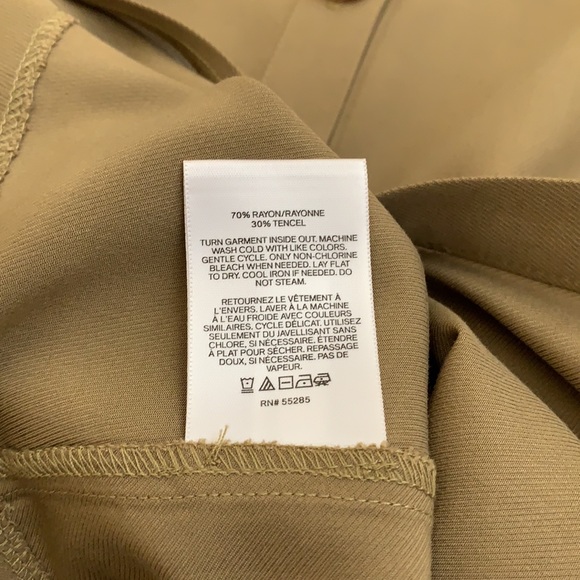 70% RAYON/RAYONNE
30% TENCEL
TURN GARMENT INSIDE OUT. MACHINE
WASH COLD WITH LIKE COLORS.
GENTLE CYCLE. ONLY NON-CHLORINE
BLEACH WHEN NEEDED. LAY FLAT
TO DRY. COOL IRON IF NEEDED. DO
NOT STEAM.
RETOURNEZ LE VÊTEMENT À
L'ENVERS. LAVER À LA MACHINE
À L'EAU FROIDE AVEC COULEURS
SIMILAIRES. CYCLE DÉLICAT. UTILISEZ
SEULEMENT DU JAVELLISANT SANS
CHLORE, SI NÉCESSAIRE. ÉTENDRE
À PLAT POUR SÉCHER. REPASSAGE
DOUX, SI NÉCESSAIRE. PAS DE
VAPEUR.
RN# 55285